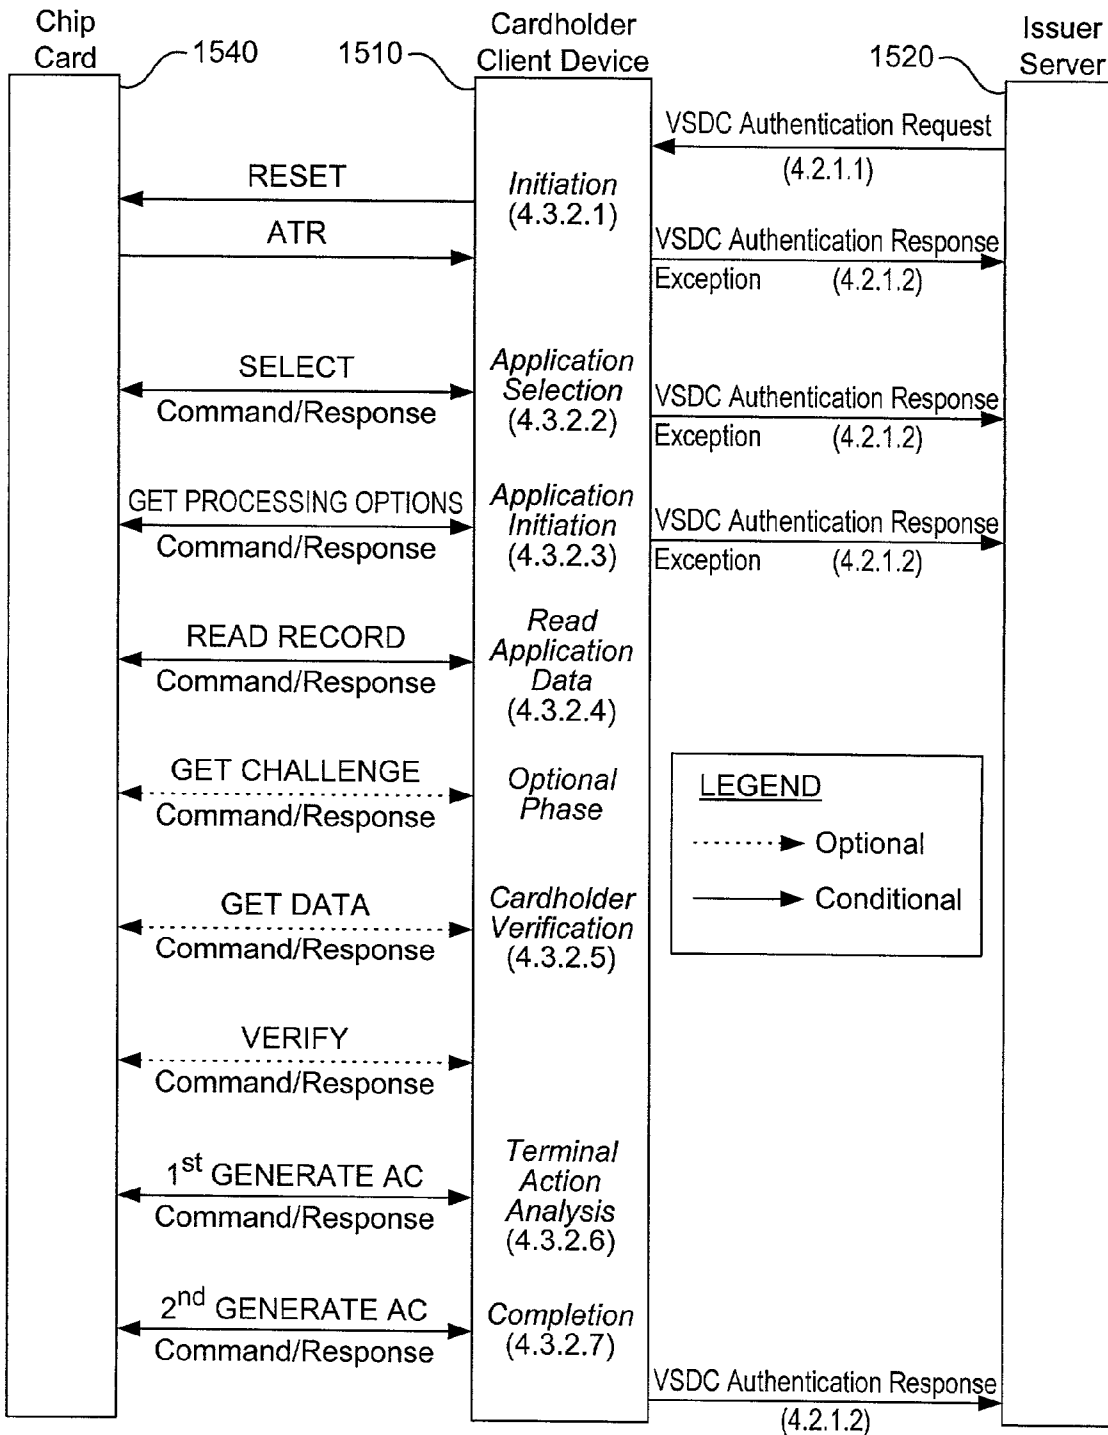 Chip
Card
1540
1510
Cardholder
Client Device
1520
Issuer
Server
VSDC Authentication Request
(4.2.1.1)
RESET
Initiation
(4.3.2.1)
ATR
VSDC Authentication Response
Exception (4.2.1.2)
SELECT
Command/Response
Application
Selection
(4.3.2.2)
VSDC Authentication Response
Exception (4.2.1.2)
GET PROCESSING OPTIONS
Command/Response
Application
Initiation
(4.3.2.3)
VSDC Authentication Response
Exception (4.2.1.2)
READ RECORD
Command/Response
Read
Application
Data
(4.3.2.4)
GET CHALLENGE
Command/Response
Optional
Phase
LEGEND
Optional
Conditional
GET DATA
Command/Response
Cardholder
Verification
(4.3.2.5)
VERIFY
Command/Response
1st GENERATE AC
Command/Response
Terminal
Action
Analysis
(4.3.2.6)
2nd GENERATE AC
Command/Response
Completion
(4.3.2.7)
VSDC Authentication Response
(4.2.1.2)